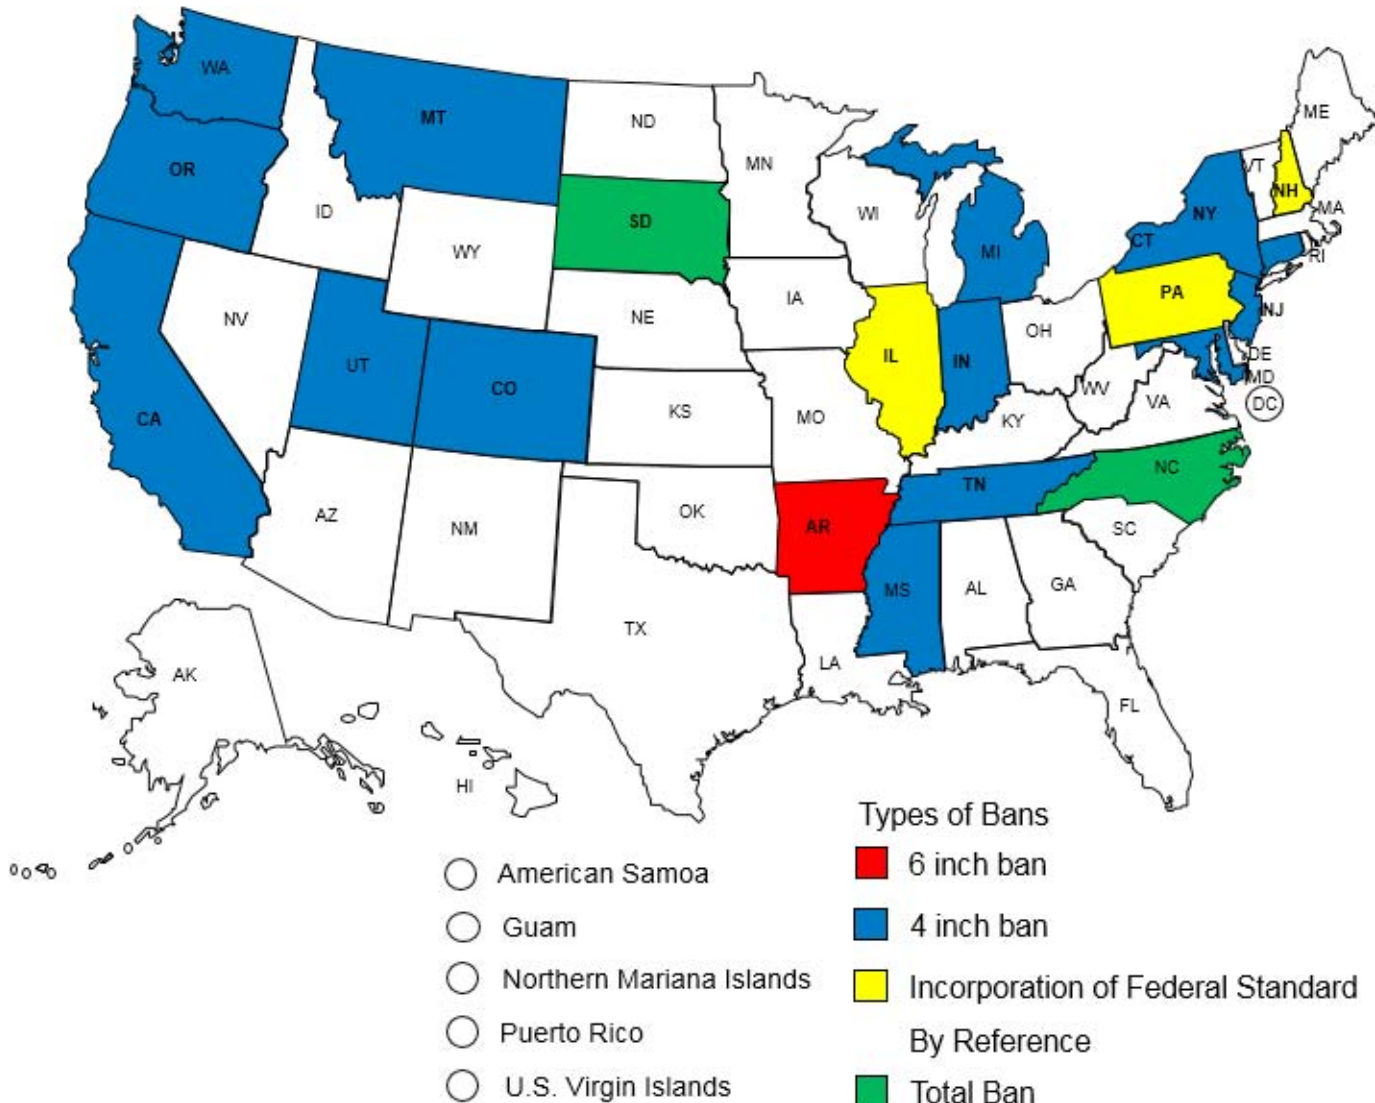 WA
MT
ND
MN
ME
OR
ID
SD
WI
MI
NY
VT
NH
MA
CT
RI
WY
IA
NE
PA
NJ
NV
UT
CO
IL
IN
OH
DE
MD
DC
CA
KS
MO
WV
VA
KY
AZ
NM
OK
AR
TN
NC
SC
MS
AL
GA
TX
LA
FL
AK
HI
Types of Bans
6 inch ban
4 inch ban
Incorporation of Federal Standard
By Reference
Total Ban
American Samoa
Guam
Northern Mariana Islands
Puerto Rico
U.S. Virgin Islands